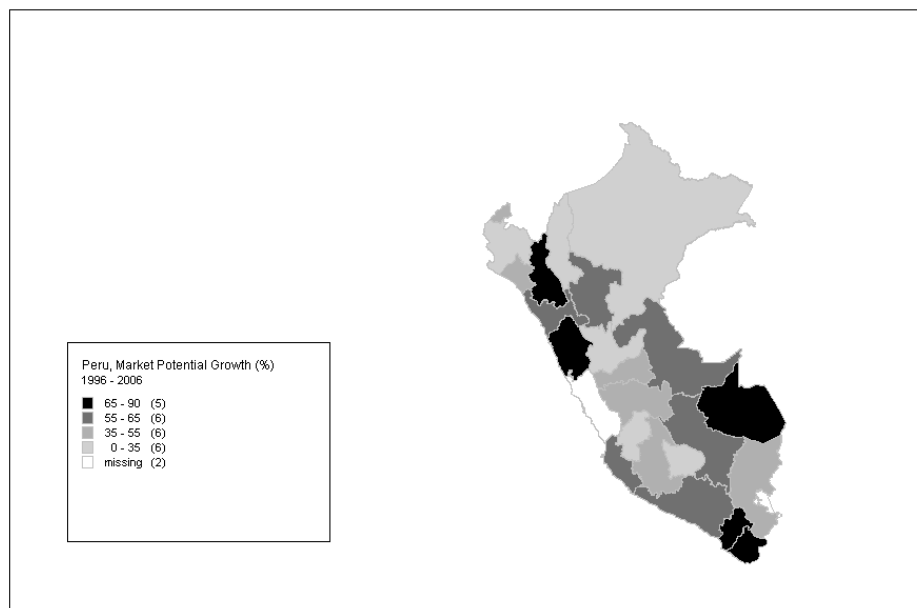 Peru, Market Potential Growth (%)
1996 - 2006
65 - 90 (5)
55 - 65 (6)
35 - 55 (6)
0 - 35 (6)
missing (2)